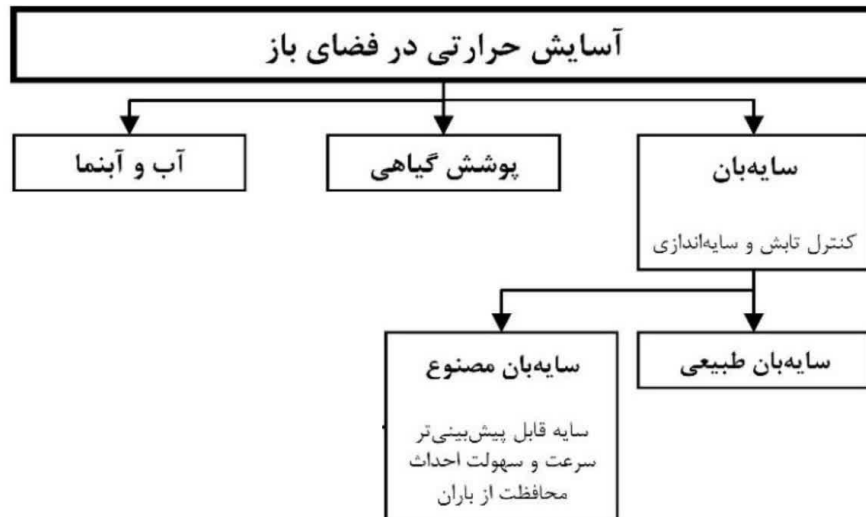 آسایش حرارتی در فضای باز
سایه‌بان
کنترل تابش و سایه‌اندازی
پوشش گیاهی
آب و آبنما
سایه‌بان طبیعی
سایه‌بان مصنوع
سایه قابل پیش‌بینی‌تر
سرعت و سهولت احداث
محافظت از باران